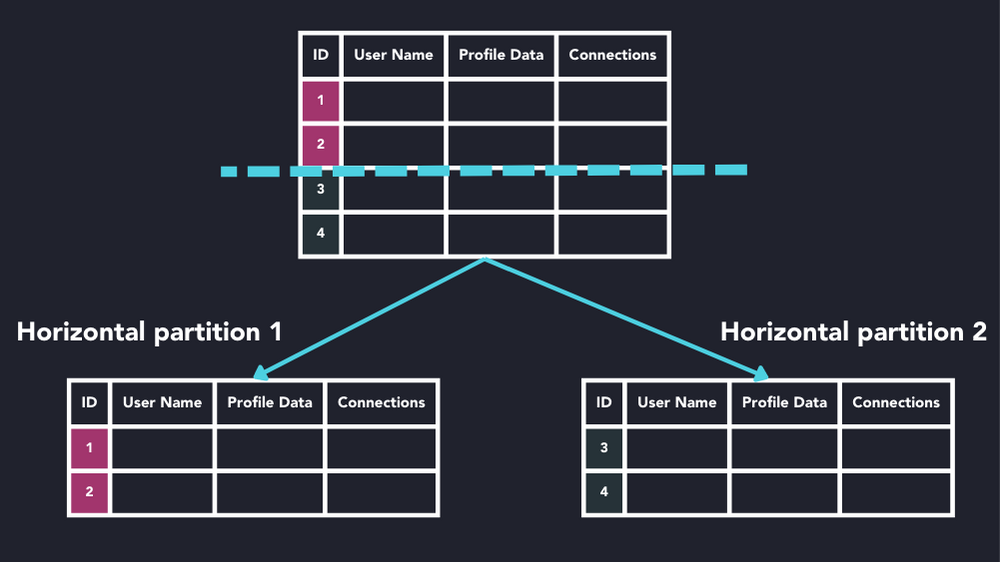 ID User Name Profile Data Connections
1
2
3
4
Horizontal partition 1
Horizontal partition 2
ID User Name Profile Data Connections
1
2
ID User Name Profile Data Connections
3
4